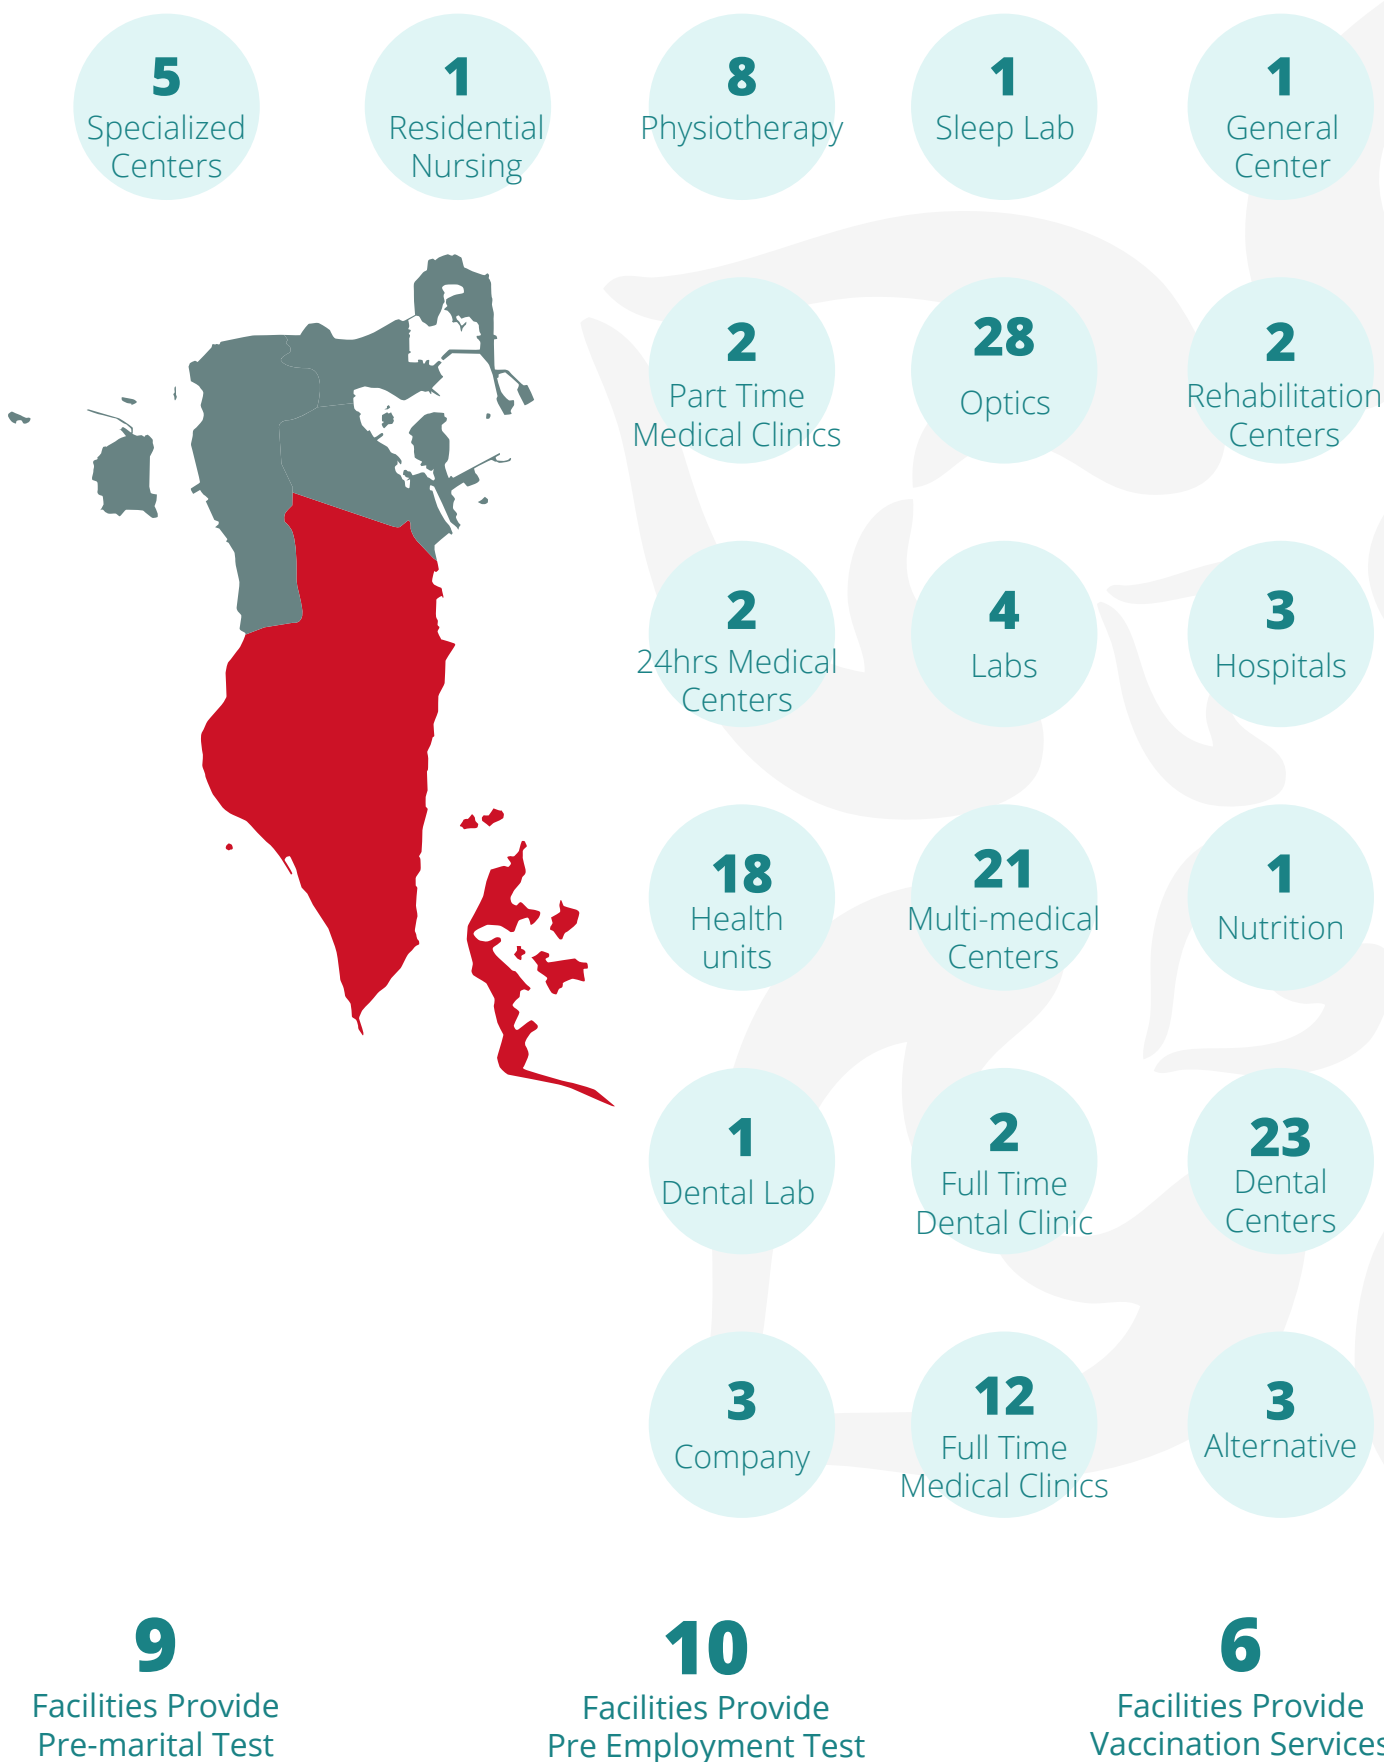 5
Specialized
Centers
1
Residential
Nursing
8
Physiotherapy
1
Sleep Lab
1
General
Center
2
Part Time
Medical Clinics
28
Optics
2
Rehabilitation
Centers
2
24hrs Medical
Centers
4
Labs
3
Hospitals
18
Health
units
21
Multi-medical
Centers
1
Nutrition
1
Dental Lab
2
Full Time
Dental Clinic
23
Dental
Centers
3
Company
12
Full Time
Medical Clinics
3
Alternative
9
Facilities Provide
Pre-marital Test
10
Facilities Provide
Pre Employment Test
6
Facilities Provide
Vaccination Services